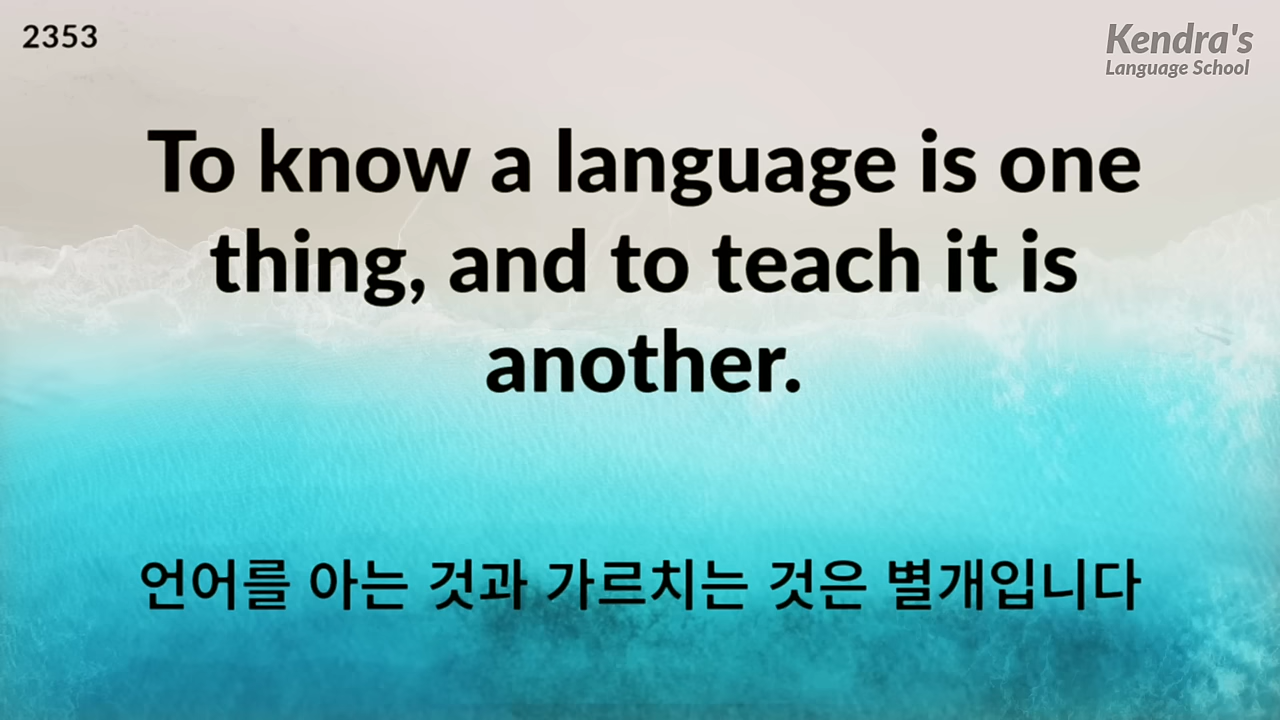 2353
Kendra's
Language School
To know a language is one
thing, and to teach it is
another.
언어를 아는 것과 가르치는 것은 별개입니다